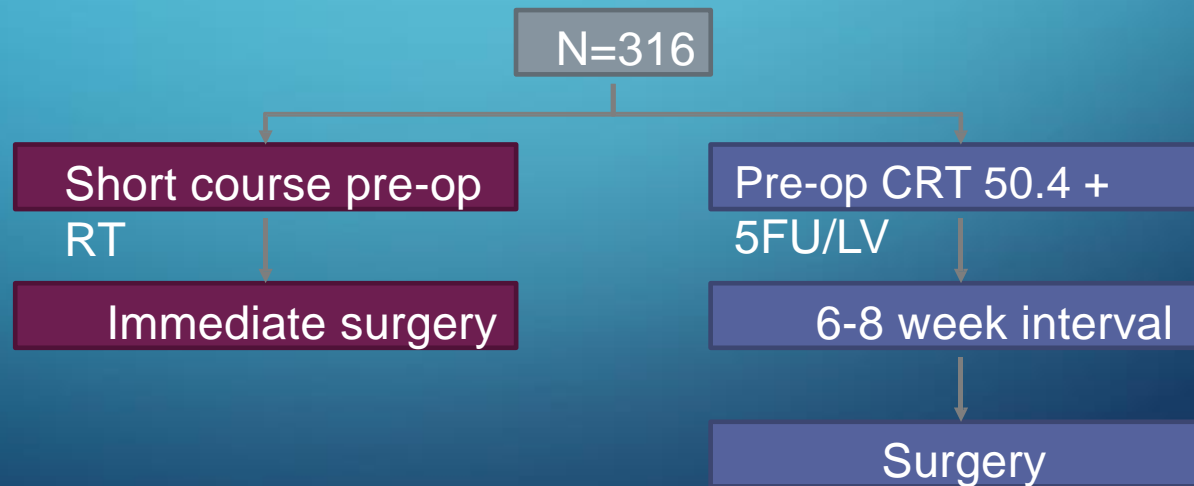 N=316
Short course pre-op
RT
Immediate surgery
Pre-op CRT 50.4 +
5FU/LV
6-8 week interval
Surgery